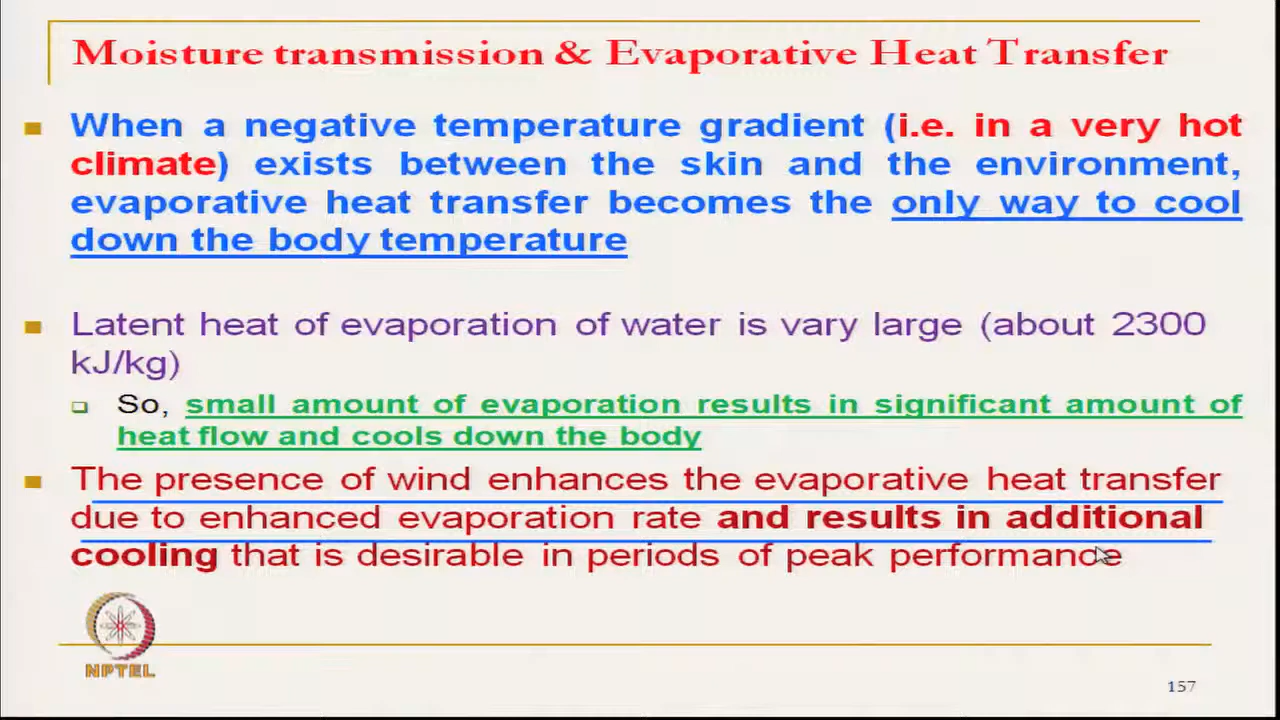 Moisture transmission & Evaporative Heat Transfer
When a negative temperature gradient (i.e. in a very hot
climate) exists between the skin and the environment,
evaporative heat transfer becomes the only way to cool
down the body temperature
Latent heat of evaporation of water is vary large (about 2300
kJ/kg)
So, small amount of evaporation results in significant amount of
heat flow and cools down the body
The presence of wind enhances the evaporative heat transfer
due to enhanced evaporation rate and results in additional
cooling that is desirable in periods of peak performance
NPTEL
157